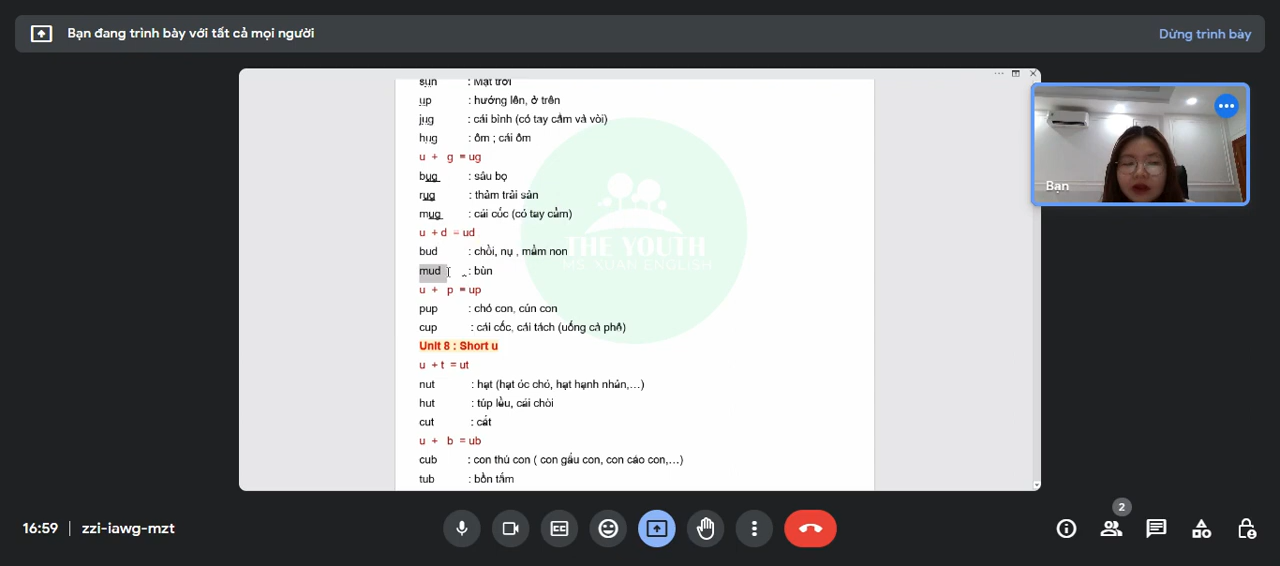 Bạn đang trình bày với tất cả mọi người
Dừng trình bày
sun : Mặt trời
up : hướng lên, ở trên
jug : cái bình (có tay cầm và vòi)
hug : ôm ; cái ôm
u + g = ug
bug : sâu bọ
rug : thảm trải sàn
mug : cái cốc (có tay cầm)
u + d = ud
bud : chồi, nụ , mầm non
mud : bùn
u + p = up
pup : chó con, cún con
cup : cái cốc, cái tách (uống cà phê)
Unit 8 : Short u
u + t = ut
nut : hạt (hạt óc chó, hạt hạnh nhân,...)
hut : túp lều, cái chòi
cut : cắt
u + b = ub
cub : con thú con ( con gấu con, con cáo con,...)
tub : bồn tắm
THE YOUTH
MS. XUAN ENGLISH
Bạn
16:59 | zzi-iawg-mzt
2